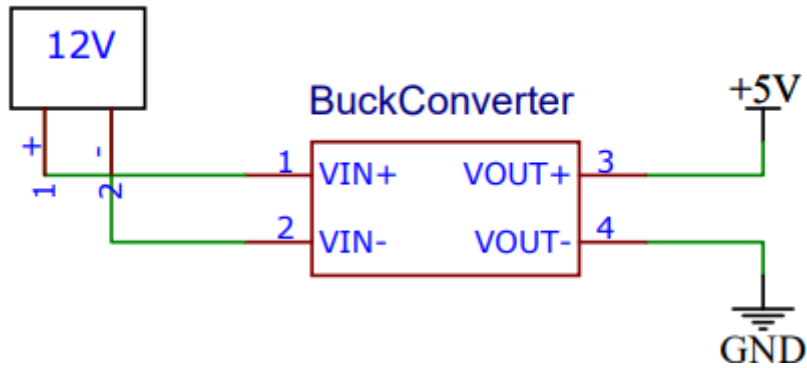 12V
+ -
1 2
BuckConverter
1 VIN+ VOUT+ 3
2 VIN- VOUT- 4
+5V
GND